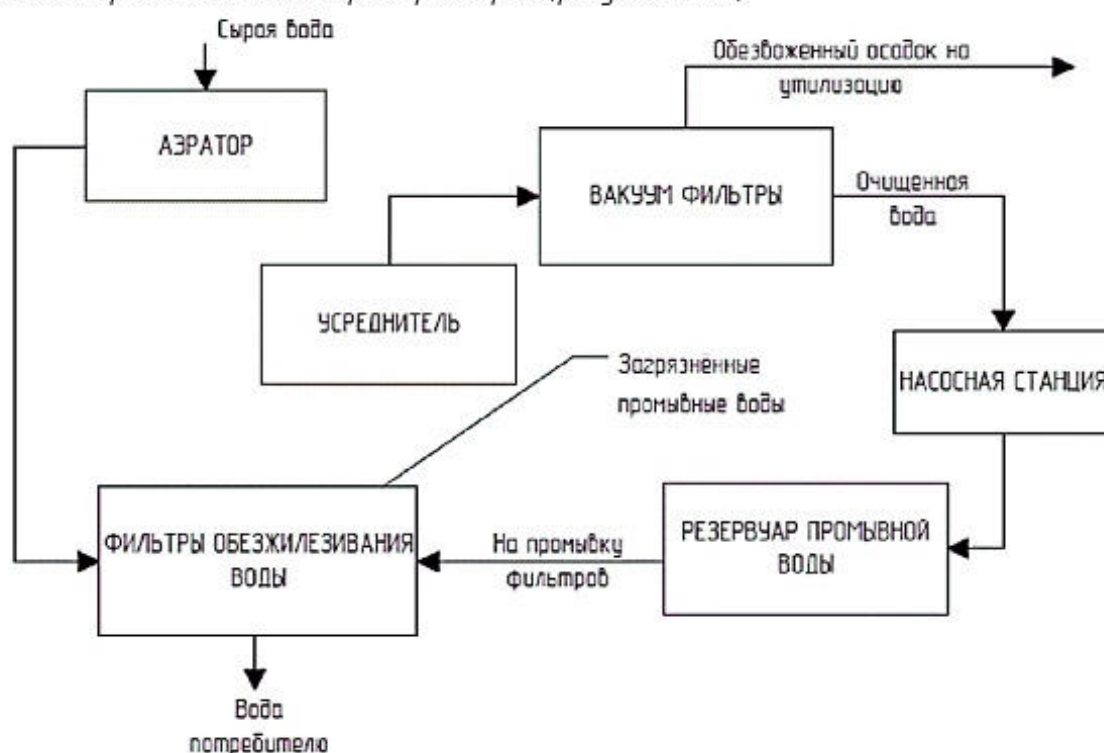 Сырая вода
Обезвоженный осадок на
утилизацию
АЭРАТОР
ВАКУУМ ФИЛЬТРЫ
Очищенная
вода
УСРЕДНИТЕЛЬ
Загрязненные
промывные воды
НАСОСНАЯ СТАНЦИЯ
ФИЛЬТРЫ ОБЕЗЖИЛЕЗИВАНИЯ
ВОДЫ
На промывку
фильтров
РЕЗЕРВУАР ПРОМЫВНОЙ
ВОДЫ
Вода
потребителю